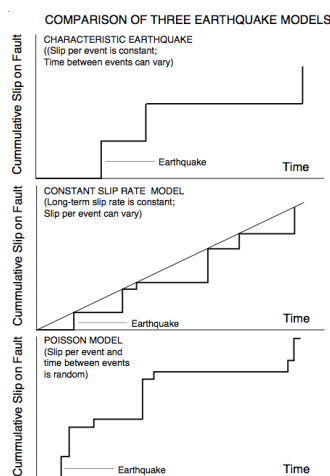 COMPARISON OF THREE EARTHQUAKE MODELS
Cummulative Slip on Fault
CHARACTERISTIC EARTHQUAKE
((Slip per event is constant;
Time between events can vary)
Earthquake
Time
Cummulative Slip on Fault
CONSTANT SLIP RATE MODEL
(Long-term slip rate is constant;
Slip per event can vary)
Earthquake
Time
Cummulative Slip on Fault
POISSON MODEL
(Slip per event and
time between events
is random)
Earthquake
Time